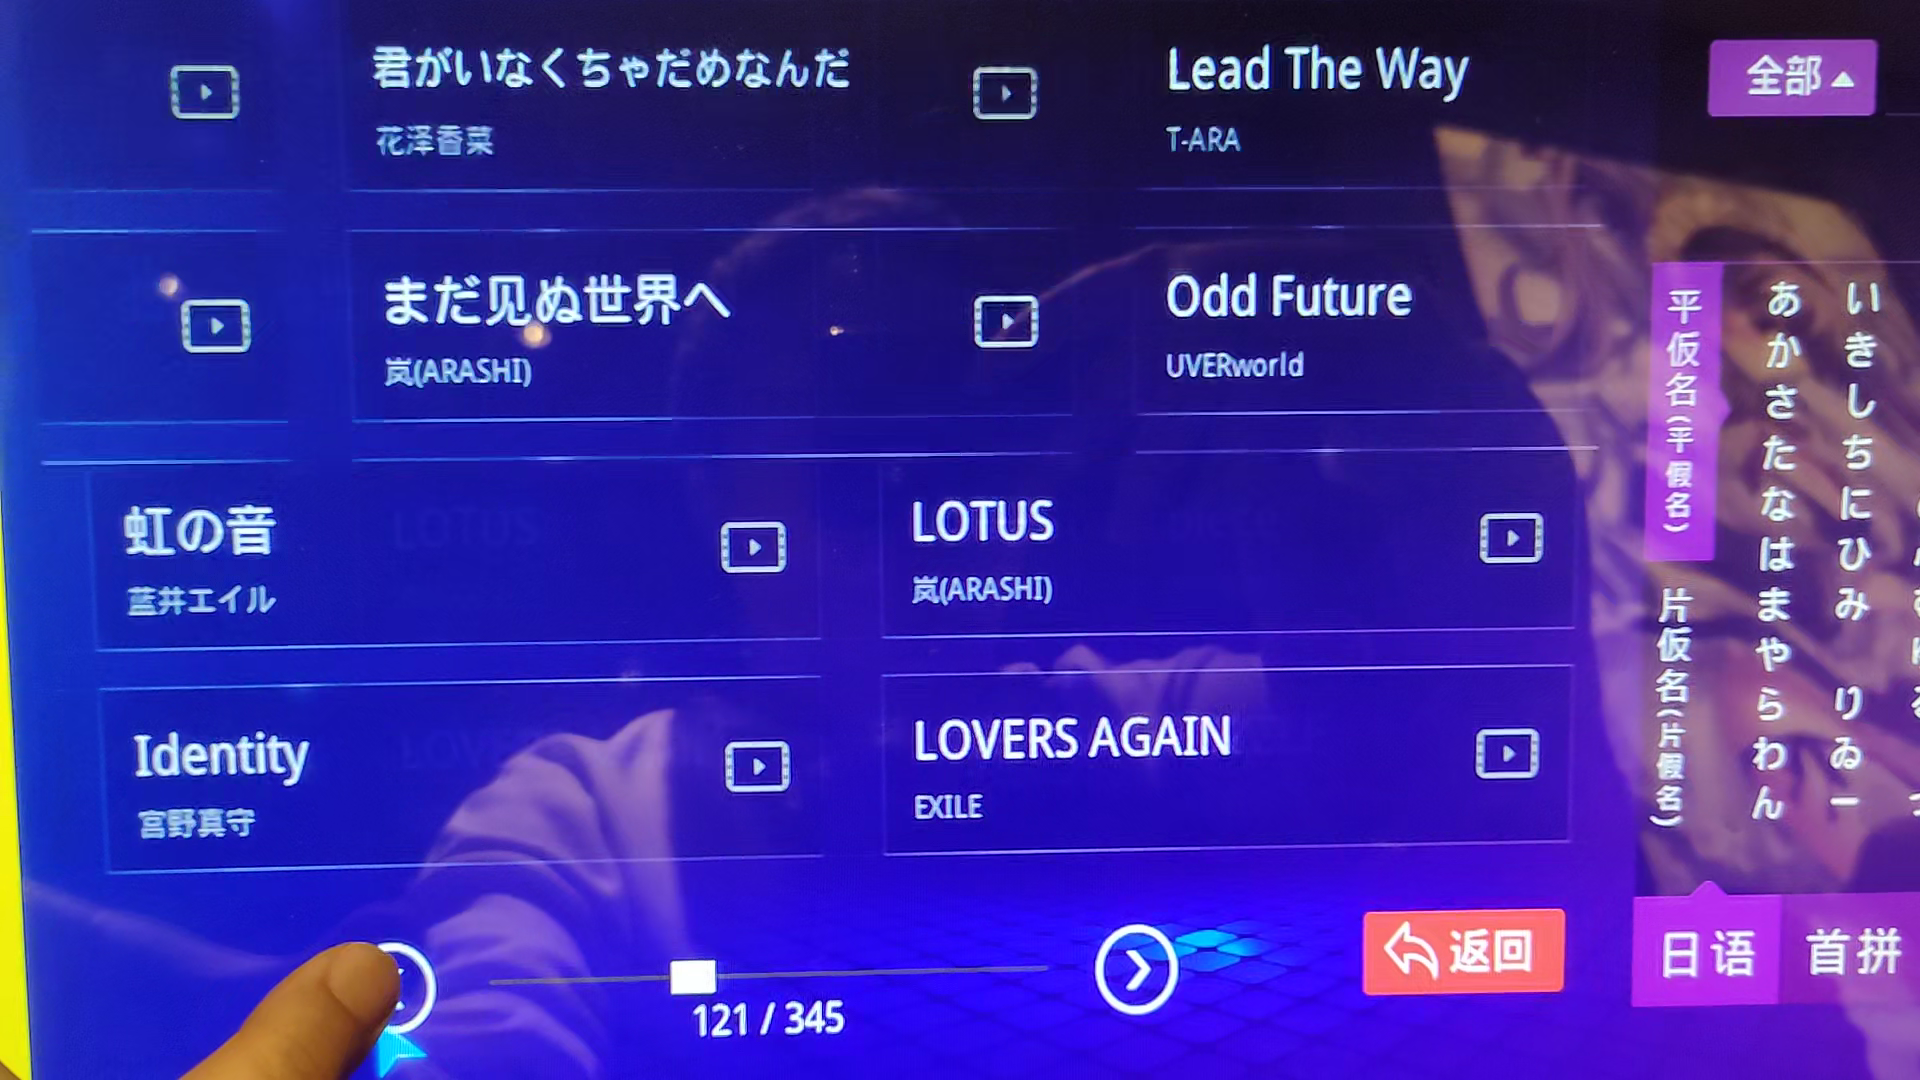 君がいなくちゃだめなんだ
花泽香菜
Lead The Way
T-ARA
全部
まだ见ぬ世界へ
岚(ARASHI)
Odd Future
UVERworld
虹の音
蓝井エイル
LOTUS
岚(ARASHI)
Identity
宫野真守
LOVERS AGAIN
EXILE
平仮名(平假名)
片仮名(片假名)
あかさたなはまやらわん
いきしちにひみ りゐー
121 / 345
返回
日语
首拼